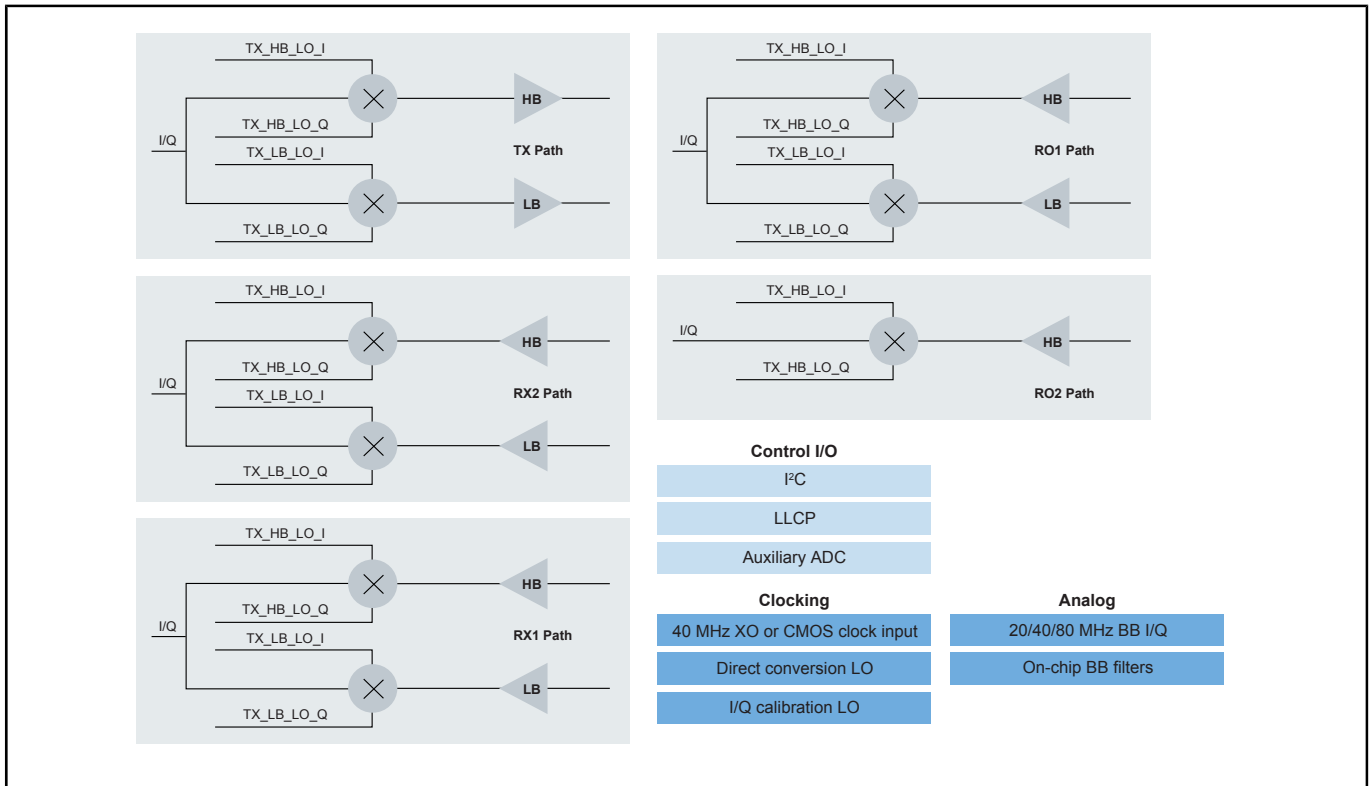 TX_HB_LO_I
HB
TX_HB_LO_Q
I/Q
TX_LB_LO_I
TX Path
LB
TX_LB_LO_Q
TX_HB_LO_I
HB
TX_HB_LO_Q
I/Q
TX_LB_LO_I
RO1 Path
LB
TX_LB_LO_Q
TX_HB_LO_I
HB
TX_HB_LO_Q
I/Q
TX_LB_LO_I
RX2 Path
LB
TX_LB_LO_Q
TX_HB_LO_I
I/Q
HB
TX_HB_LO_Q
RO2 Path
TX_HB_LO_I
HB
TX_HB_LO_Q
I/Q
TX_LB_LO_I
RX1 Path
LB
TX_LB_LO_Q
Control I/O
I²C
LLCP
Auxiliary ADC
Clocking
40 MHz XO or CMOS clock input
Direct conversion LO
I/Q calibration LO
Analog
20/40/80 MHz BB I/Q
On-chip BB filters